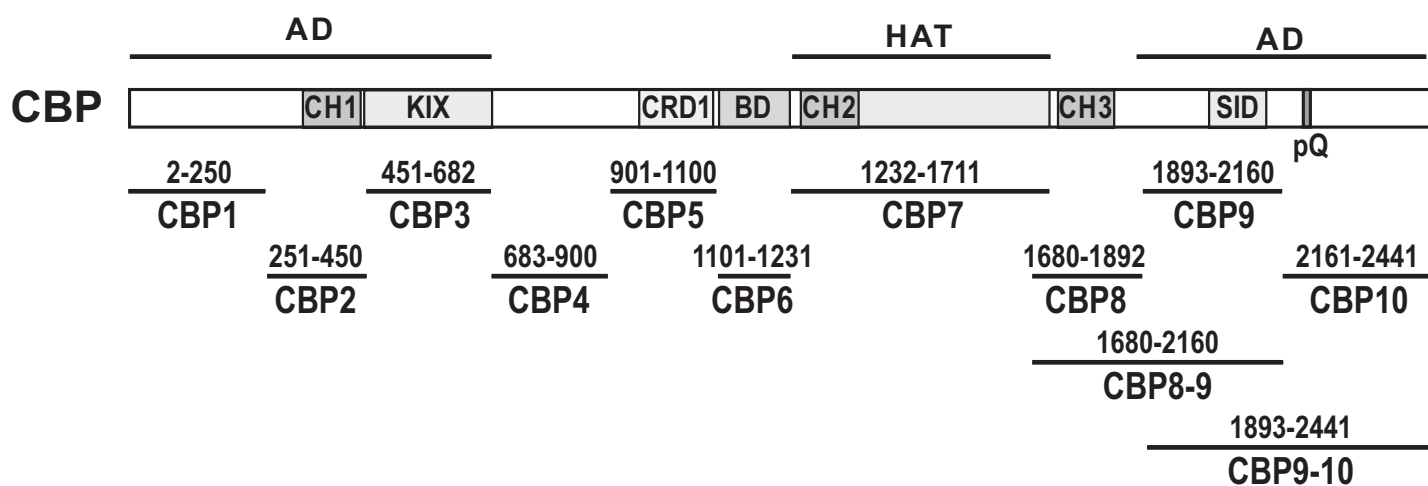 AD HAT AD
CBP CH1 KIX CRD1 BD CH2 CH3 SID
pQ
2-250 451-682 901-1100 1232-1711 1893-2160
CBP1 CBP3 CBP5 CBP7 CBP9
251-450 683-900 1101-1231 1680-1892 2161-2441
CBP2 CBP4 CBP6 CBP8 CBP10
1680-2160
CBP8-9
1893-2441
CBP9-10